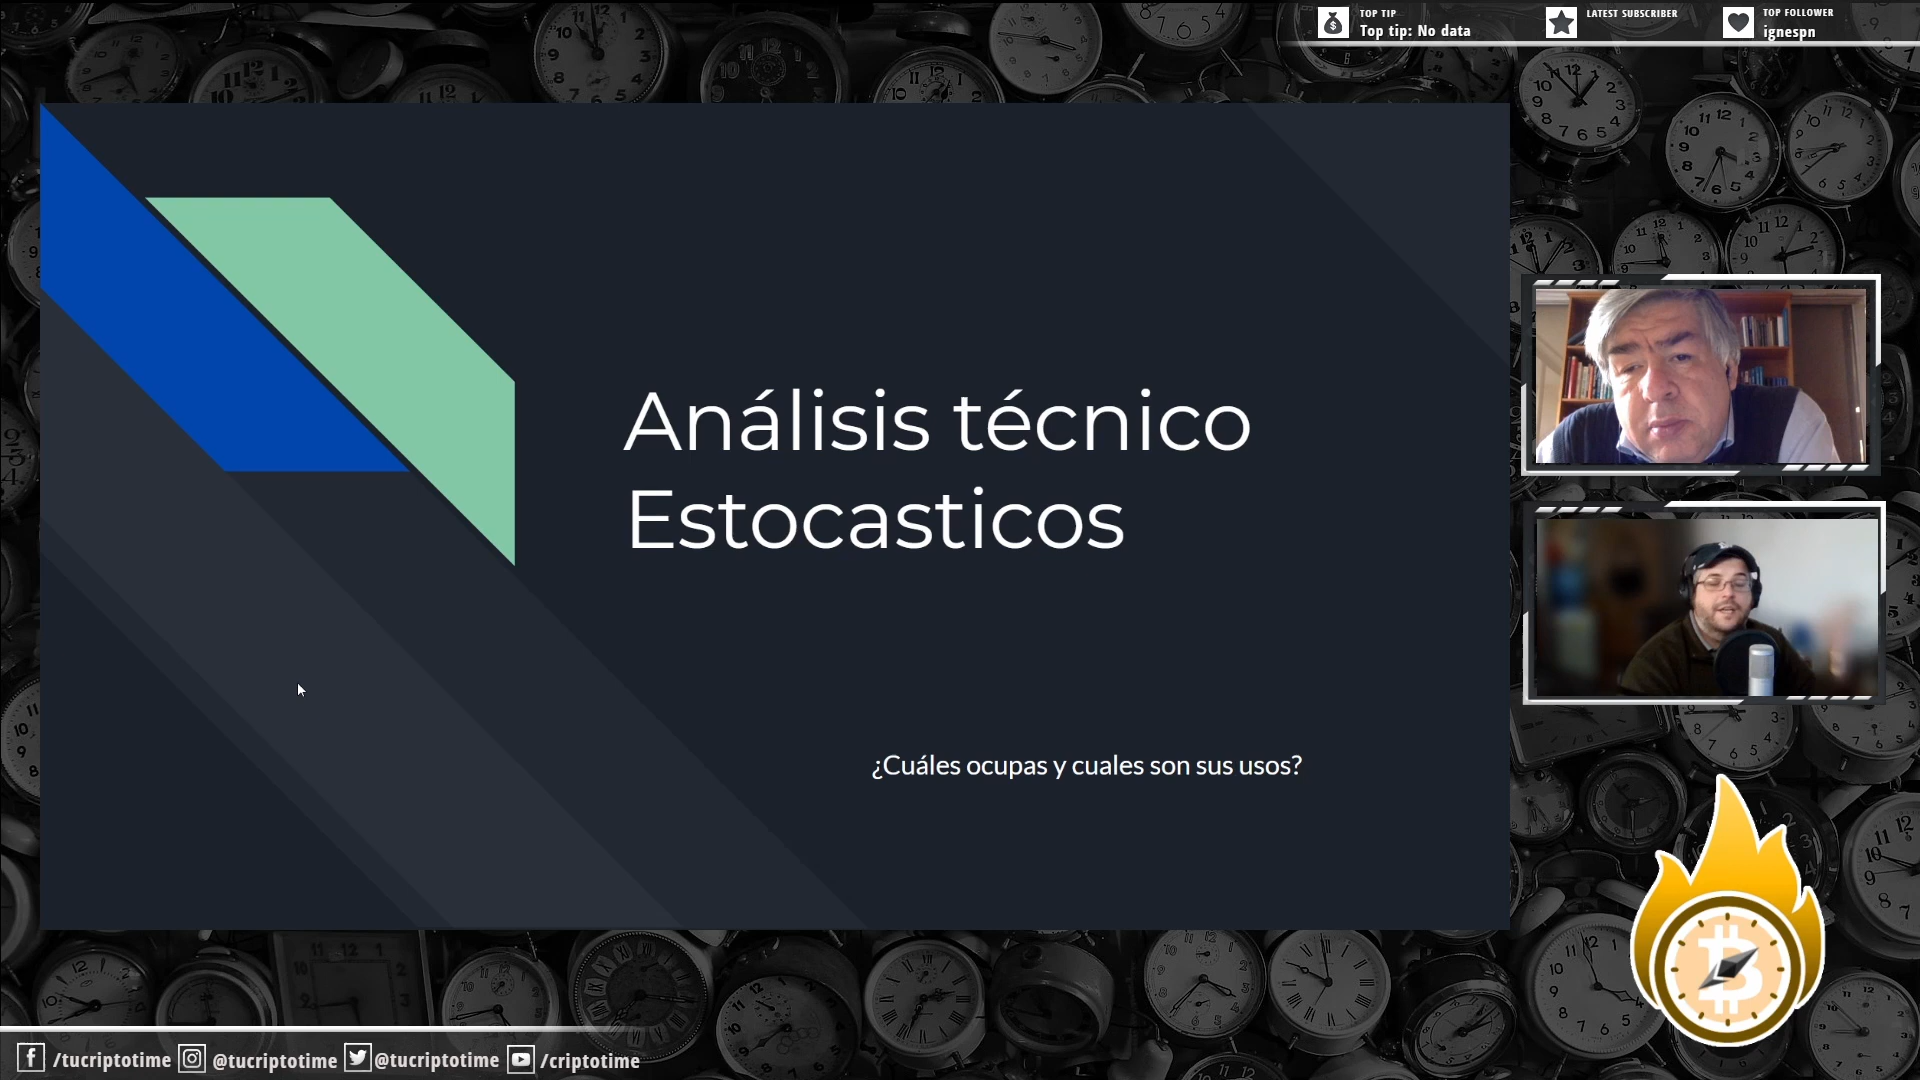 TOP TIP
Top tip: No data
LATEST SUBSCRIBER
TOP FOLLOWER
ignespn
Análisis técnico
Estocasticos
¿Cuáles ocupas y cuales son sus usos?
/tucriptotime
@tucriptotime
@tucriptotime
/criptotime